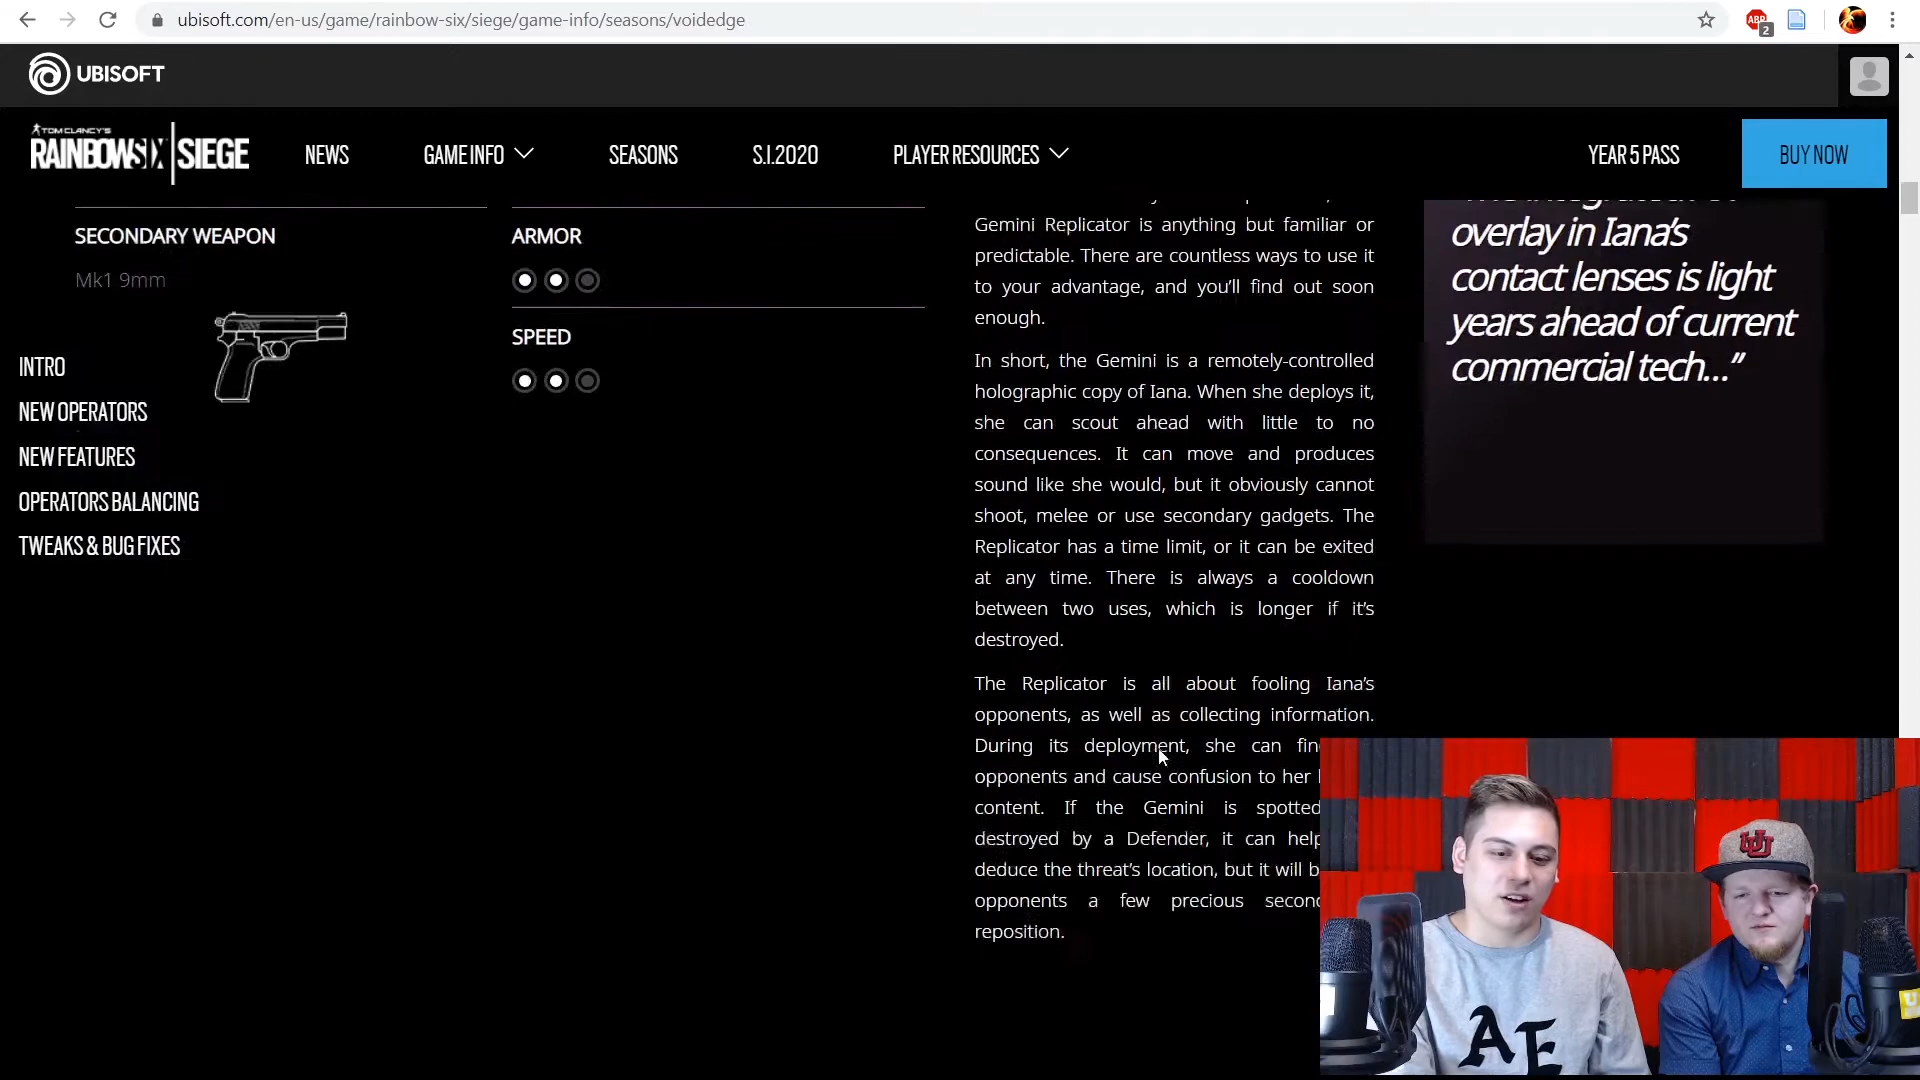 ubisoft.com/en-us/game/rainbow-six/siege/game-info/seasons/voidedge
ABP
2
UBISOFT
TOM CLANCY'S
RAINBOWSIX|SIEGE
NEWS
GAME INFO
SEASONS
S.I.2020
PLAYER RESOURCES
YEAR 5 PASS
BUY NOW
SECONDARY WEAPON
Mk1 9mm
ARMOR
SPEED
INTRO
NEW OPERATORS
NEW FEATURES
OPERATORS BALANCING
TWEAKS & BUG FIXES
Gemini Replicator is anything but familiar or
predictable. There are countless ways to use it
to your advantage, and you'll find out soon
enough.
In short, the Gemini is a remotely-controlled
holographic copy of Iana. When she deploys it,
she can scout ahead with little to no
consequences. It can move and produces
sound like she would, but it obviously cannot
shoot, melee or use secondary gadgets. The
Replicator has a time limit, or it can be exited
at any time. There is always a cooldown
between two uses, which is longer if it's
destroyed.
The Replicator is all about fooling Iana's
opponents, as well as collecting information.
During its deployment, she can
opponents and cause confusion to her
content. If the Gemini is spotted
destroyed by a Defender, it can help
deduce the threat's location, but it will
opponents a few precious
reposition.
overlay in Iana's
contact lenses is light
years ahead of current
commercial tech..."
AE